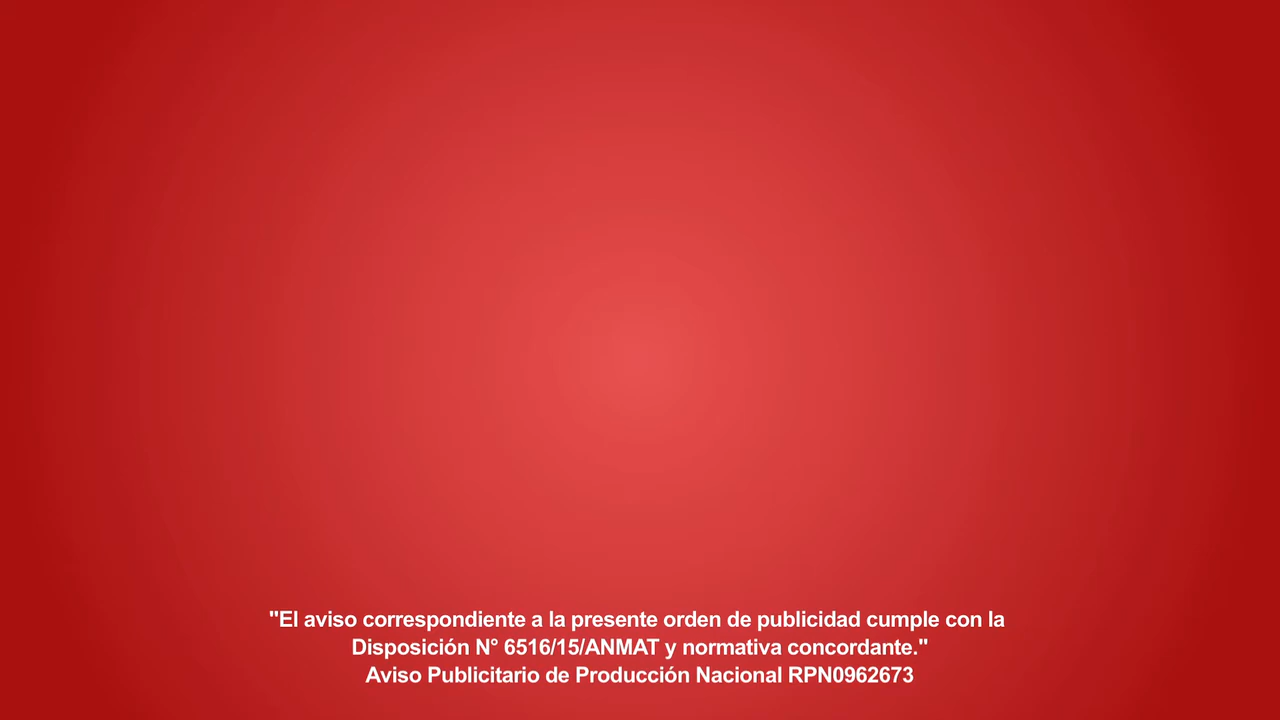 "El aviso correspondiente a la presente orden de publicidad cumple con la
Disposición N° 6516/15/ANMAT y normativa concordante."
Aviso Publicitario de Producción Nacional RPN0962673